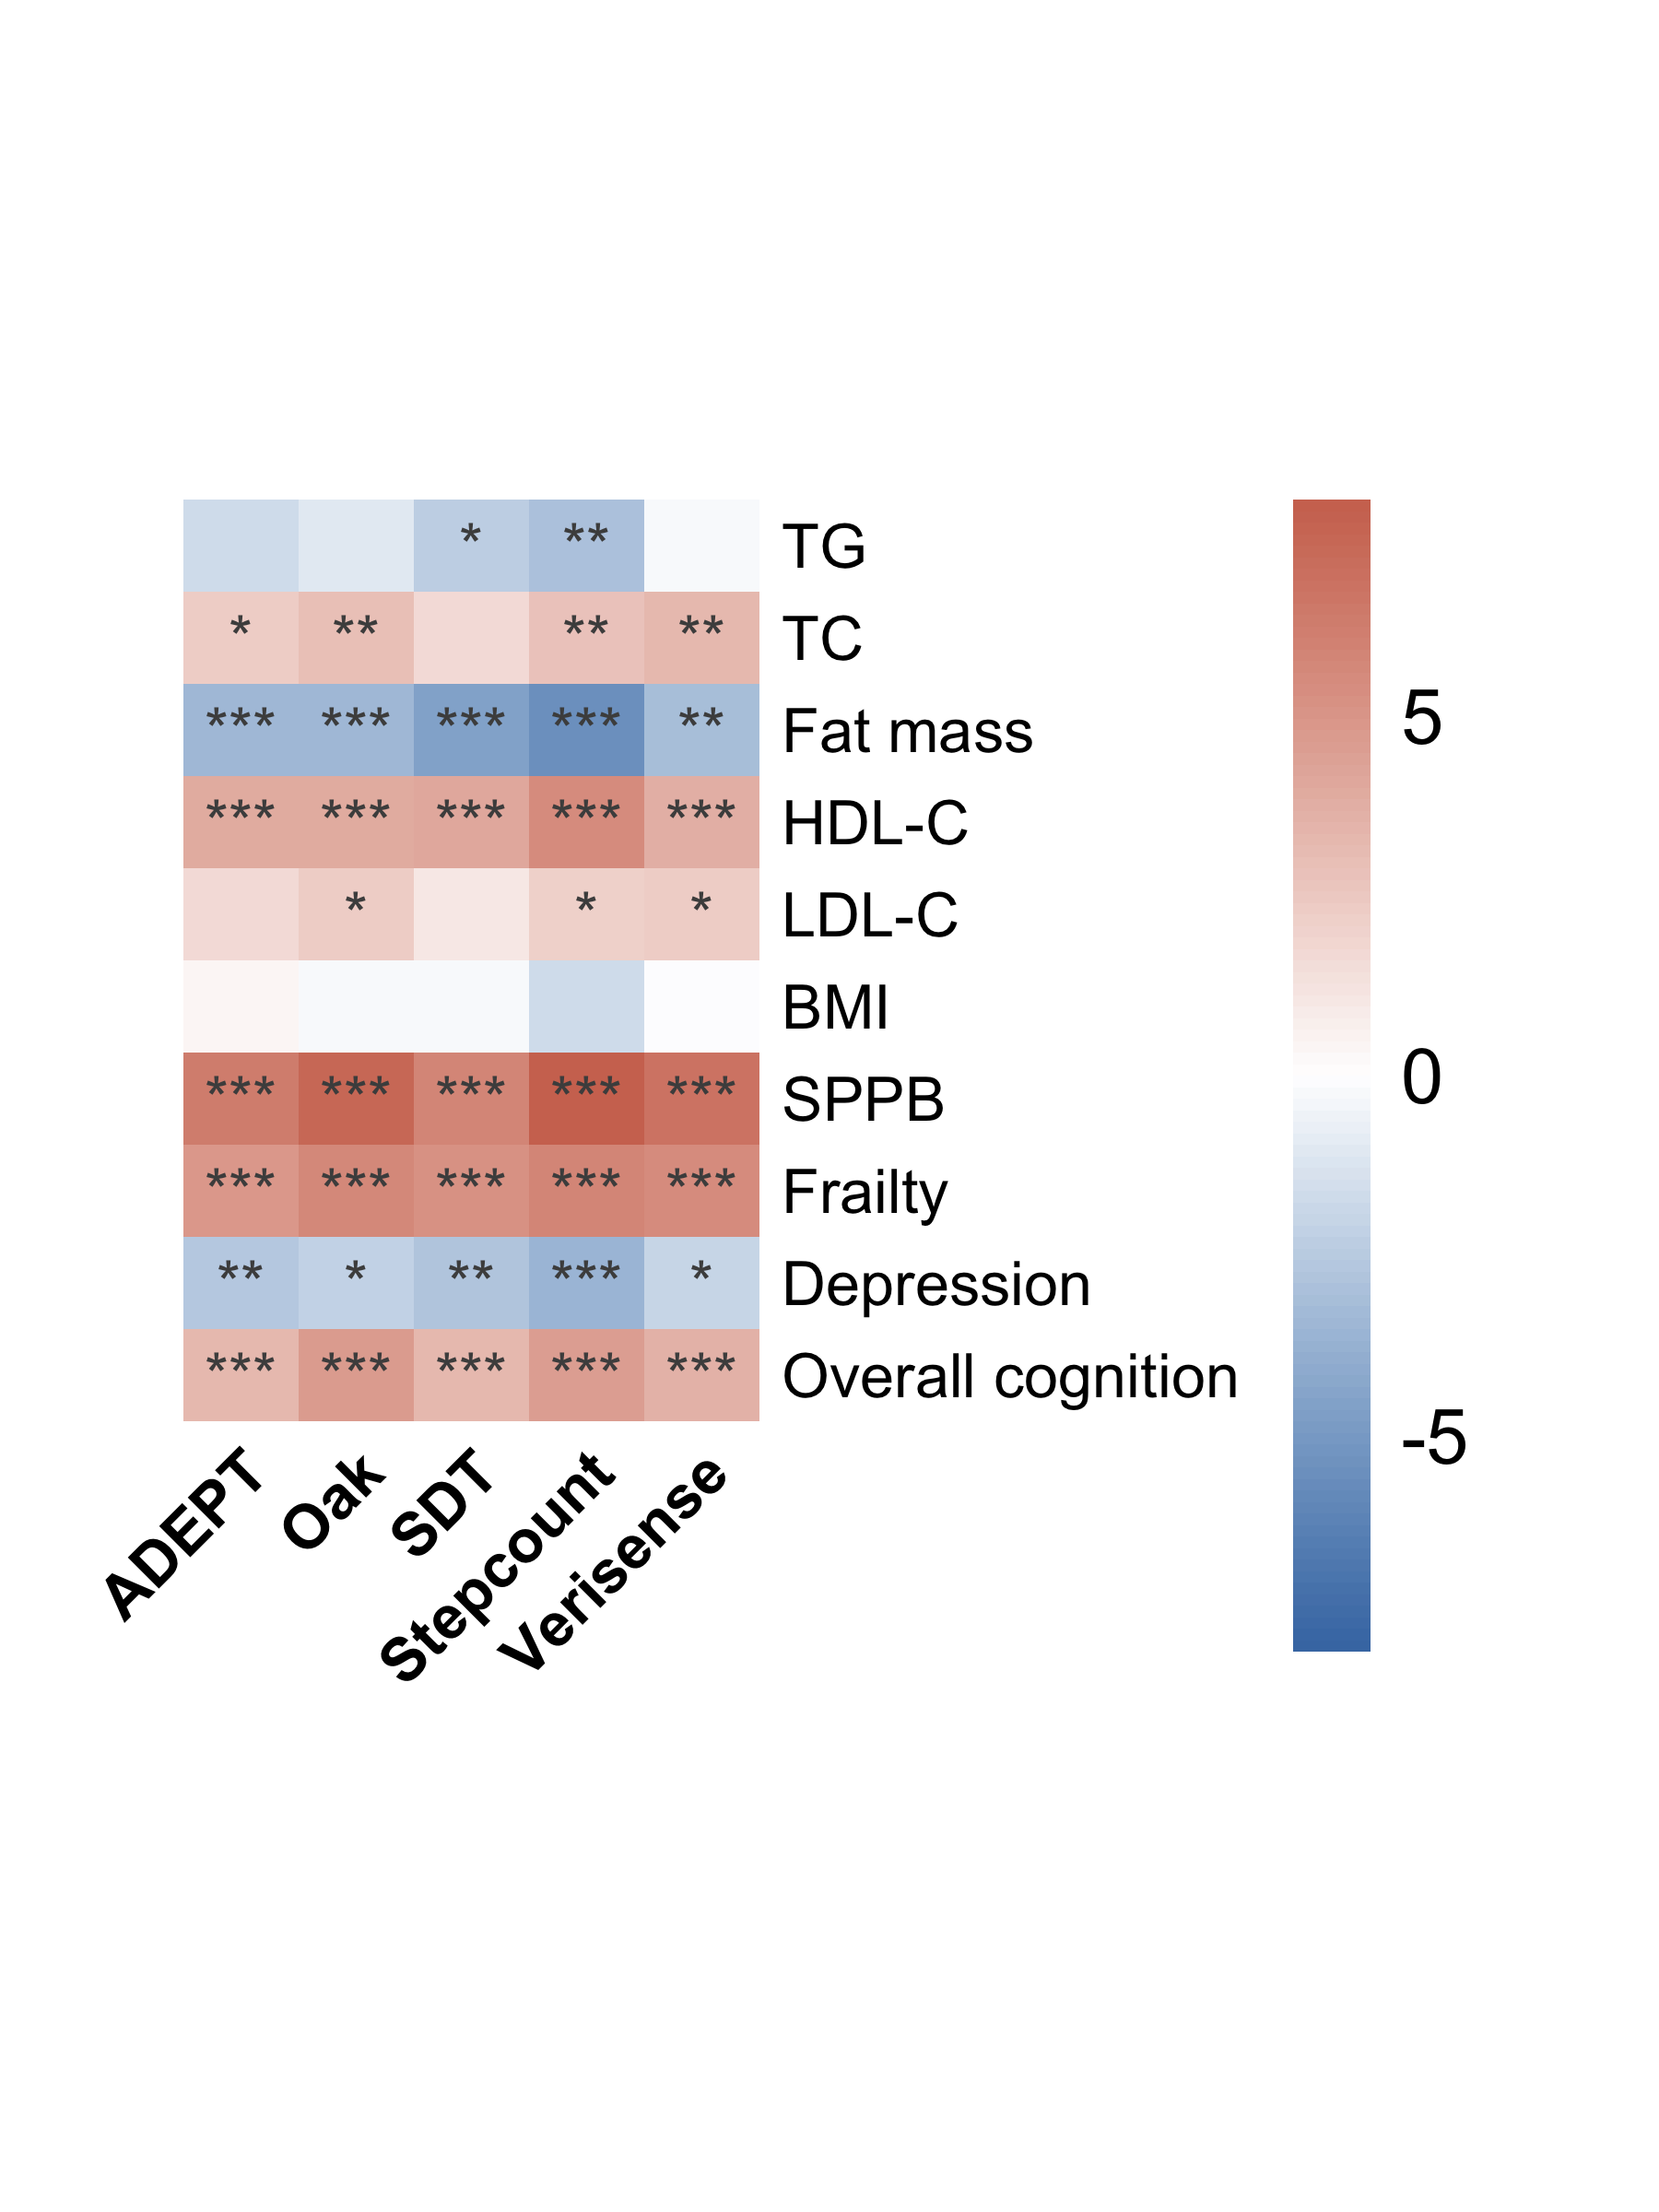 * ** TG
* ** ** ** TC
*** *** *** *** ** Fat mass
*** *** *** *** *** HDL-C
* * * LDL-C
BMI
*** *** *** *** *** SPPB
*** *** *** *** *** Frailty
** * ** *** * Depression
*** *** *** *** *** Overall cognition
ADEPT Oak SDT Stepcount Verisense
5
0
-5